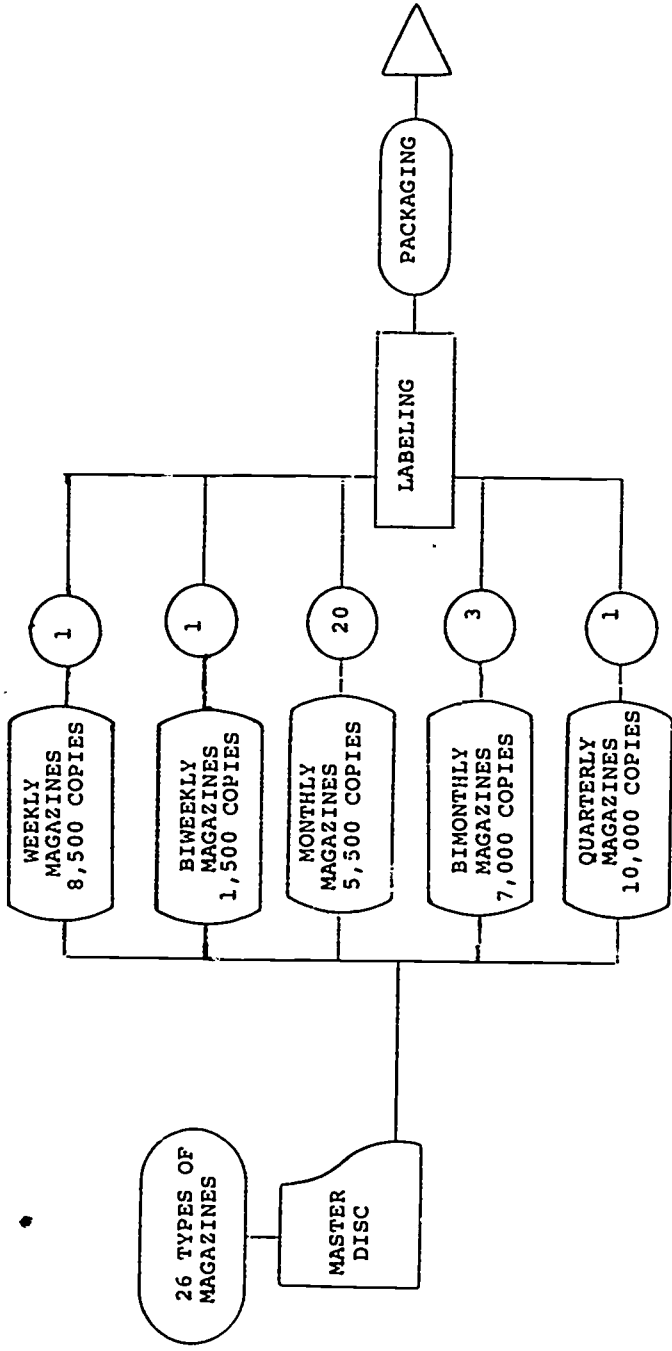 26 TYPES OF
MAGAZINES
MASTER
DISC
WEEKLY
MAGAZINES
8,500 COPIES
1
BIWEEKLY
MAGAZINES
1,500 COPIES
1
MONTHLY
MAGAZINES
5,500 COPIES
20
BIMONTHLY
MAGAZINES
7,000 COPIES
3
QUARTERLY
MAGAZINES
10,000 COPIES
1
LABELING
PACKAGING